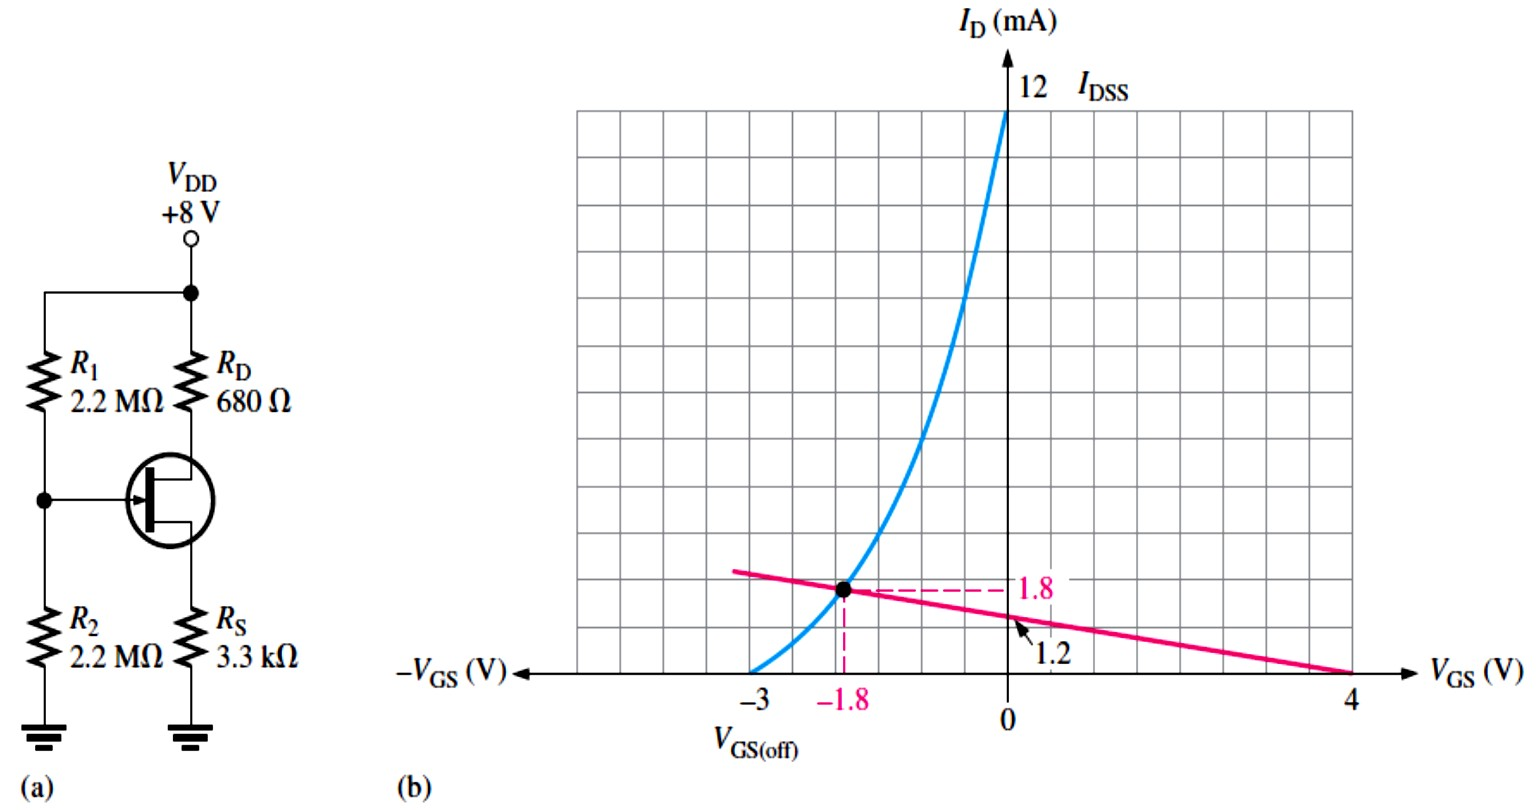 V_DD
+8 V
R_1
2.2 MΩ
R_D
680 Ω
R_2
2.2 MΩ
R_S
3.3 kΩ
(a)
I_D (mA)
12 I_DSS
1.8
1.2
–V_GS (V)
V_GS (V)
–3
–1.8
0
4
V_GS(off)
(b)